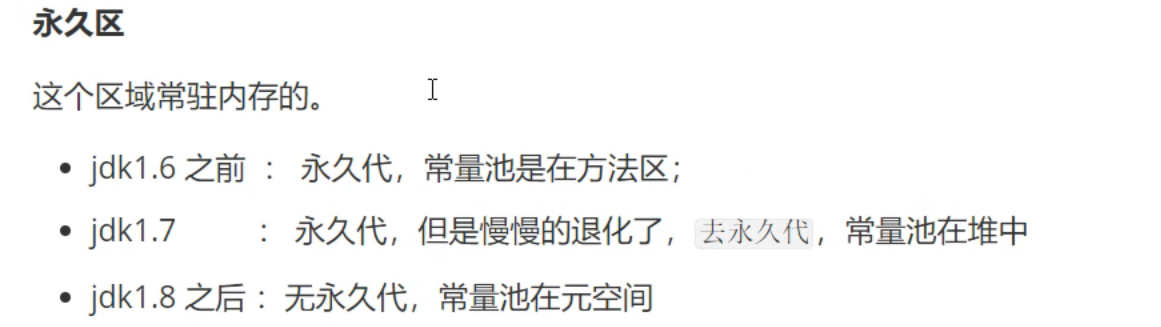 永久区
这个区域常驻内存的。
jdk1.6 之前 ： 永久代，常量池是在方法区；
jdk1.7 ： 永久代，但是慢慢的退化了，去永久代，常量池在堆中
jdk1.8 之后： 无永久代，常量池在元空间